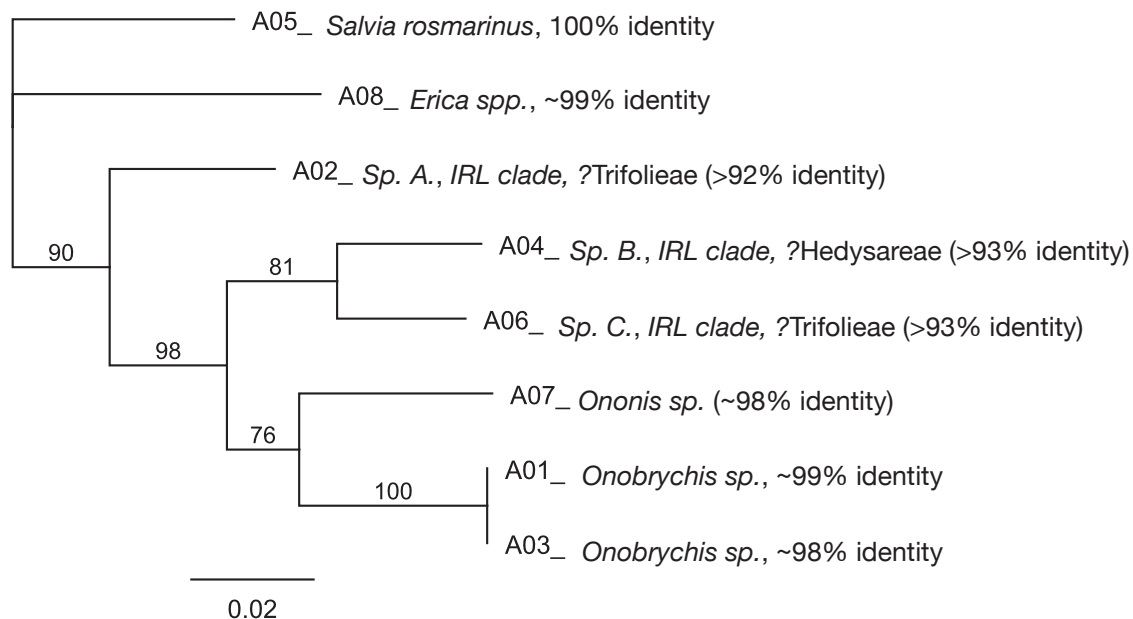 A05_ Salvia rosmarinus, 100% identity
A08_ Erica spp., ~99% identity
A02_ Sp. A., IRL clade, ?Trifolieae (>92% identity)
A04_ Sp. B., IRL clade, ?Hedysareae (>93% identity)
90
81
A06_ Sp. C., IRL clade, ?Trifolieae (>93% identity)
98
A07_ Ononis sp. (~98% identity)
76
A01_ Onobrychis sp., ~99% identity
100
A03_ Onobrychis sp., ~98% identity
0.02